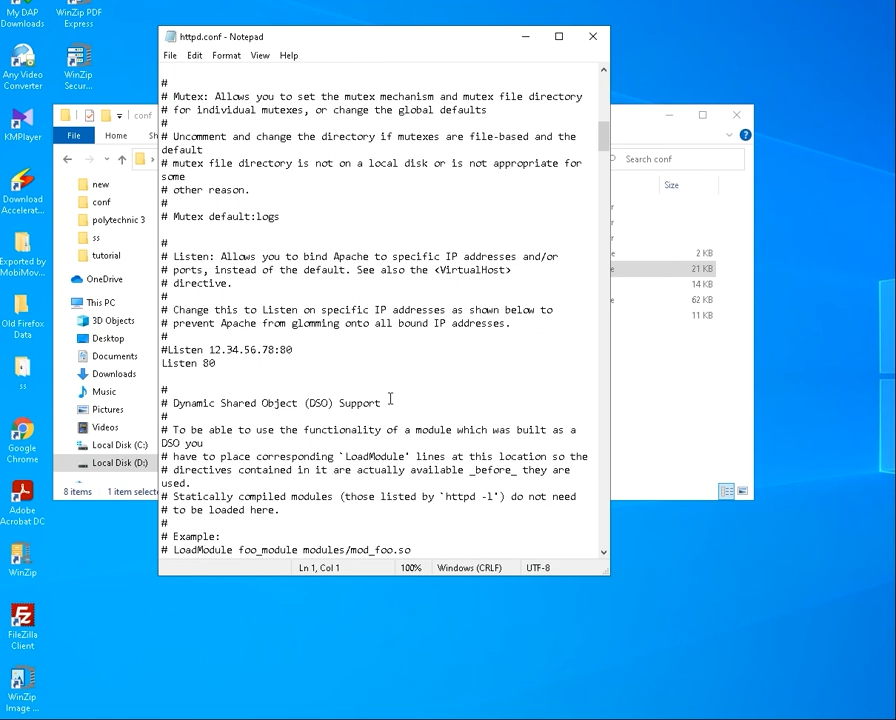 My DAP
Downloads
WinZip PDF
Express
Any Video
Converter
WinZip
Secur...
KMPlayer
Download
Accelerat...
Exported by
MobiMov...
Old Firefox
Data
ss
Google
Chrome
Adobe
Acrobat DC
WinZip
FileZilla
Client
WinZip
Image ...
conf
File
Home
Sh
new
conf
polytechnic 3
ss
tutorial
OneDrive
This PC
3D Objects
Desktop
Documents
Downloads
Music
Pictures
Videos
Local Disk (C:)
Local Disk (D:)
8 items
1 item select
httpd.conf - Notepad
File Edit Format View Help
#
# Mutex: Allows you to set the mutex mechanism and mutex file directory
# for individual mutexes, or change the global defaults
#
# Uncomment and change the directory if mutexes are file-based and the
default
# mutex file directory is not on a local disk or is not appropriate for
some
# other reason.
#
# Mutex default:logs
#
# Listen: Allows you to bind Apache to specific IP addresses and/or
# ports, instead of the default. See also the <VirtualHost>
# directive.
#
# Change this to Listen on specific IP addresses as shown below to
# prevent Apache from glomming onto all bound IP addresses.
#
#Listen 12.34.56.78:80
Listen 80
#
# Dynamic Shared Object (DSO) Support
#
# To be able to use the functionality of a module which was built as a
DSO you
# have to place corresponding `LoadModule' lines at this location so the
# directives contained in it are actually available _before_ they are
used.
# Statically compiled modules (those listed by `httpd -l') do not need
# to be loaded here.
#
# Example:
# LoadModule foo_module modules/mod_foo.so
Ln 1, Col 1
100%
Windows (CRLF)
UTF-8
Search conf
Size
2 KB
21 KB
14 KB
62 KB
11 KB